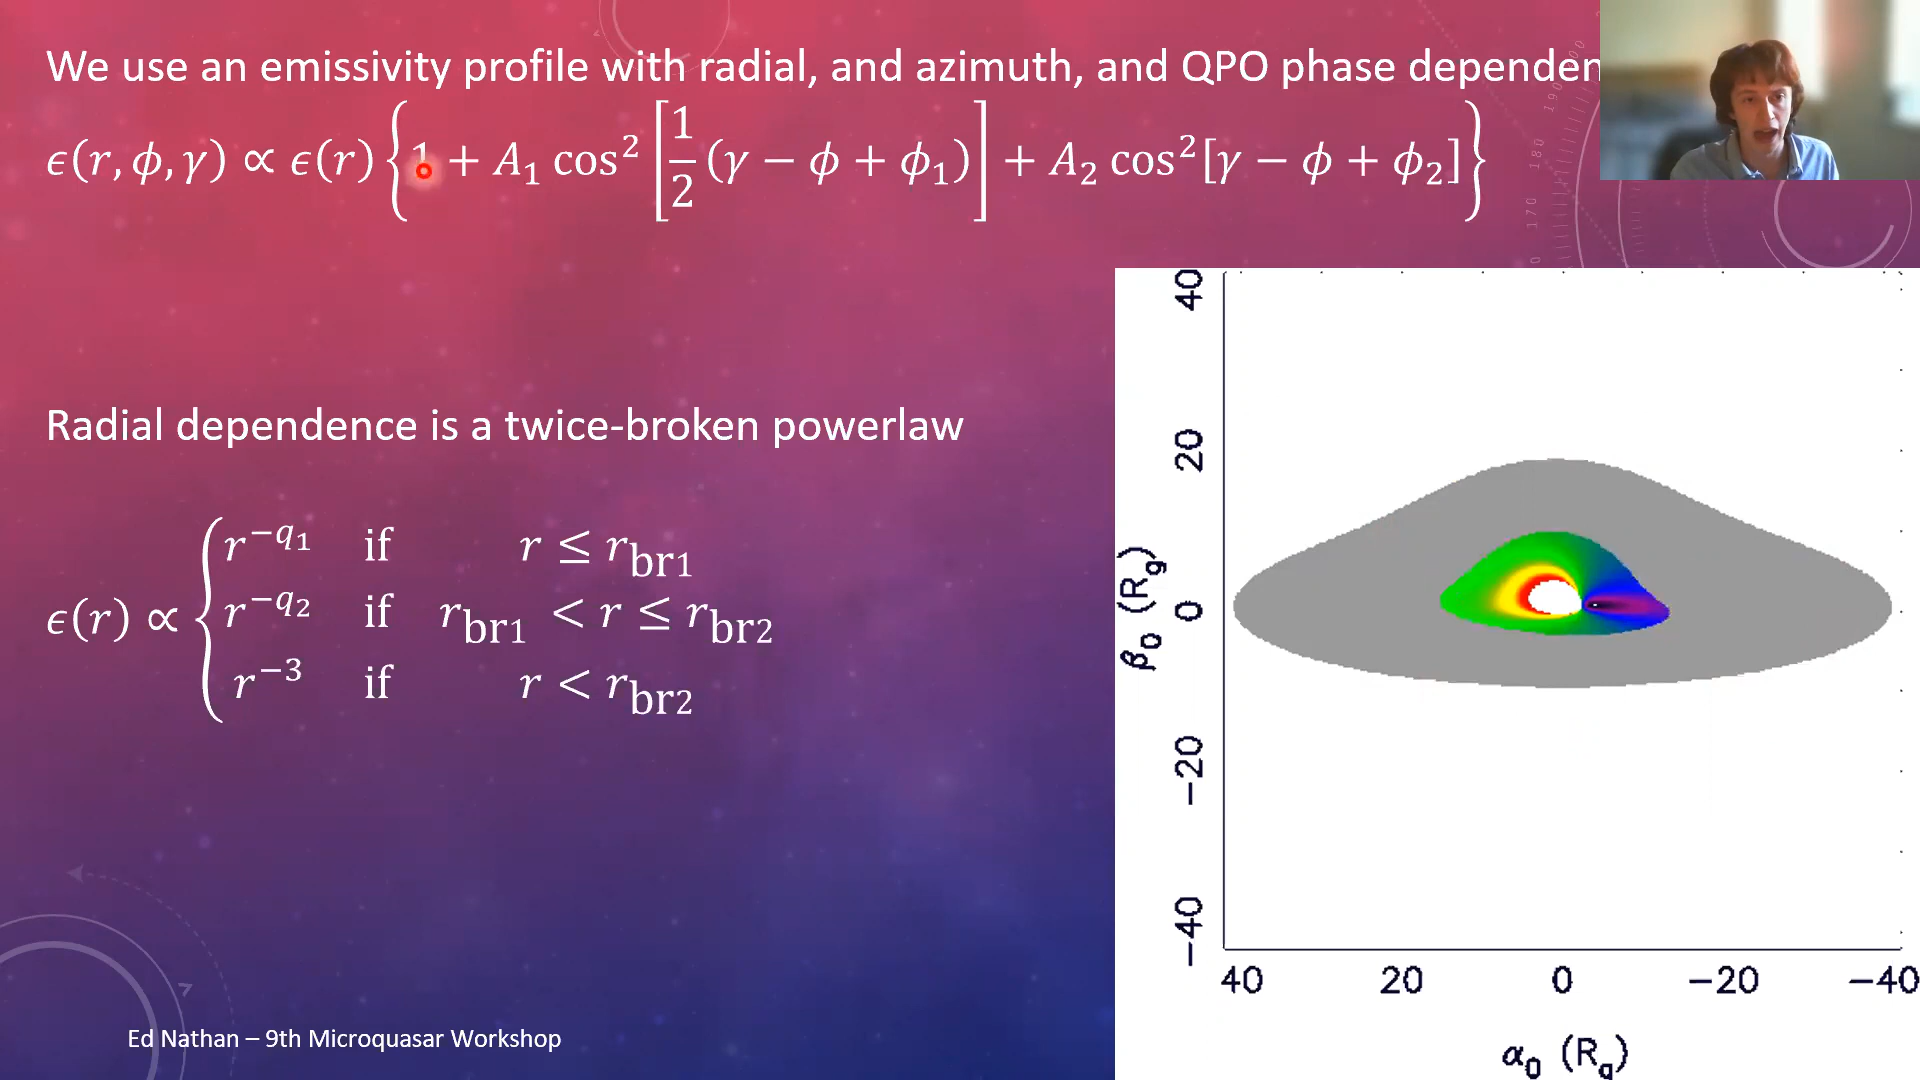 We use an emissivity profile with radial, and azimuth, and QPO phase dependen
ϵ(r, ϕ, γ) ∝ ϵ(r) {1 + A₁ cos² [½ (γ − ϕ + ϕ₁)] + A₂ cos²[γ − ϕ + ϕ₂]}
Radial dependence is a twice-broken powerlaw
ϵ(r) ∝ {
r^−q₁ if r ≤ r_br1
r^−q₂ if r_br1 < r ≤ r_br2
r^−3 if r < r_br2
40
20
0
−20
−40
β₀ (R_g)
40 20 0 −20 −40
α₀ (R_g)
190
180
170
Ed Nathan – 9th Microquasar Workshop